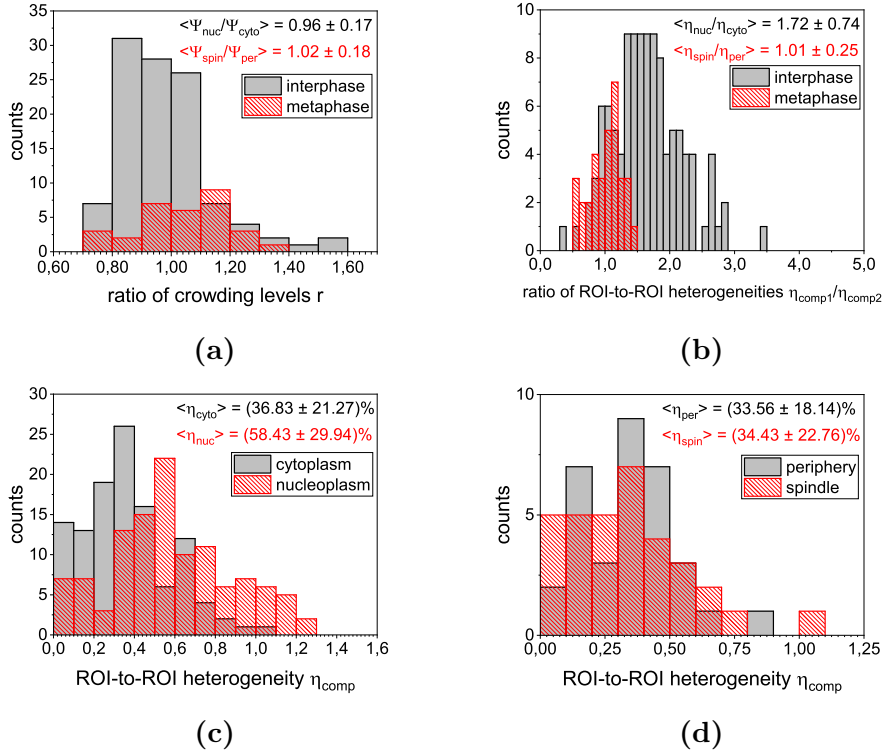 <Ψnuc/Ψcyto> = 0.96 ± 0.17
<Ψspin/Ψper> = 1.02 ± 0.18
interphase
metaphase
35
30
25
20
15
10
5
0
counts
0,60 0,80 1,00 1,20 1,40 1,60
ratio of crowding levels r
(a)
<ηnuc/ηcyto> = 1.72 ± 0.74
<ηspin/ηper> = 1.01 ± 0.25
interphase
metaphase
10
8
6
4
2
0
counts
0,0 1,0 2,0 3,0 4,0 5,0
ratio of ROI-to-ROI heterogeneities ηcomp1/ηcomp2
(b)
<ηcyto> = (36.83 ± 21.27)%
<ηnuc> = (58.43 ± 29.94)%
cytoplasm
nucleoplasm
30
25
20
15
10
5
0
counts
0,0 0,2 0,4 0,6 0,8 1,0 1,2 1,4 1,6
ROI-to-ROI heterogeneity ηcomp
(c)
<ηper> = (33.56 ± 18.14)%
<ηspin> = (34.43 ± 22.76)%
periphery
spindle
10
5
0
counts
0,00 0,25 0,50 0,75 1,00 1,25
ROI-to-ROI heterogeneity ηcomp
(d)